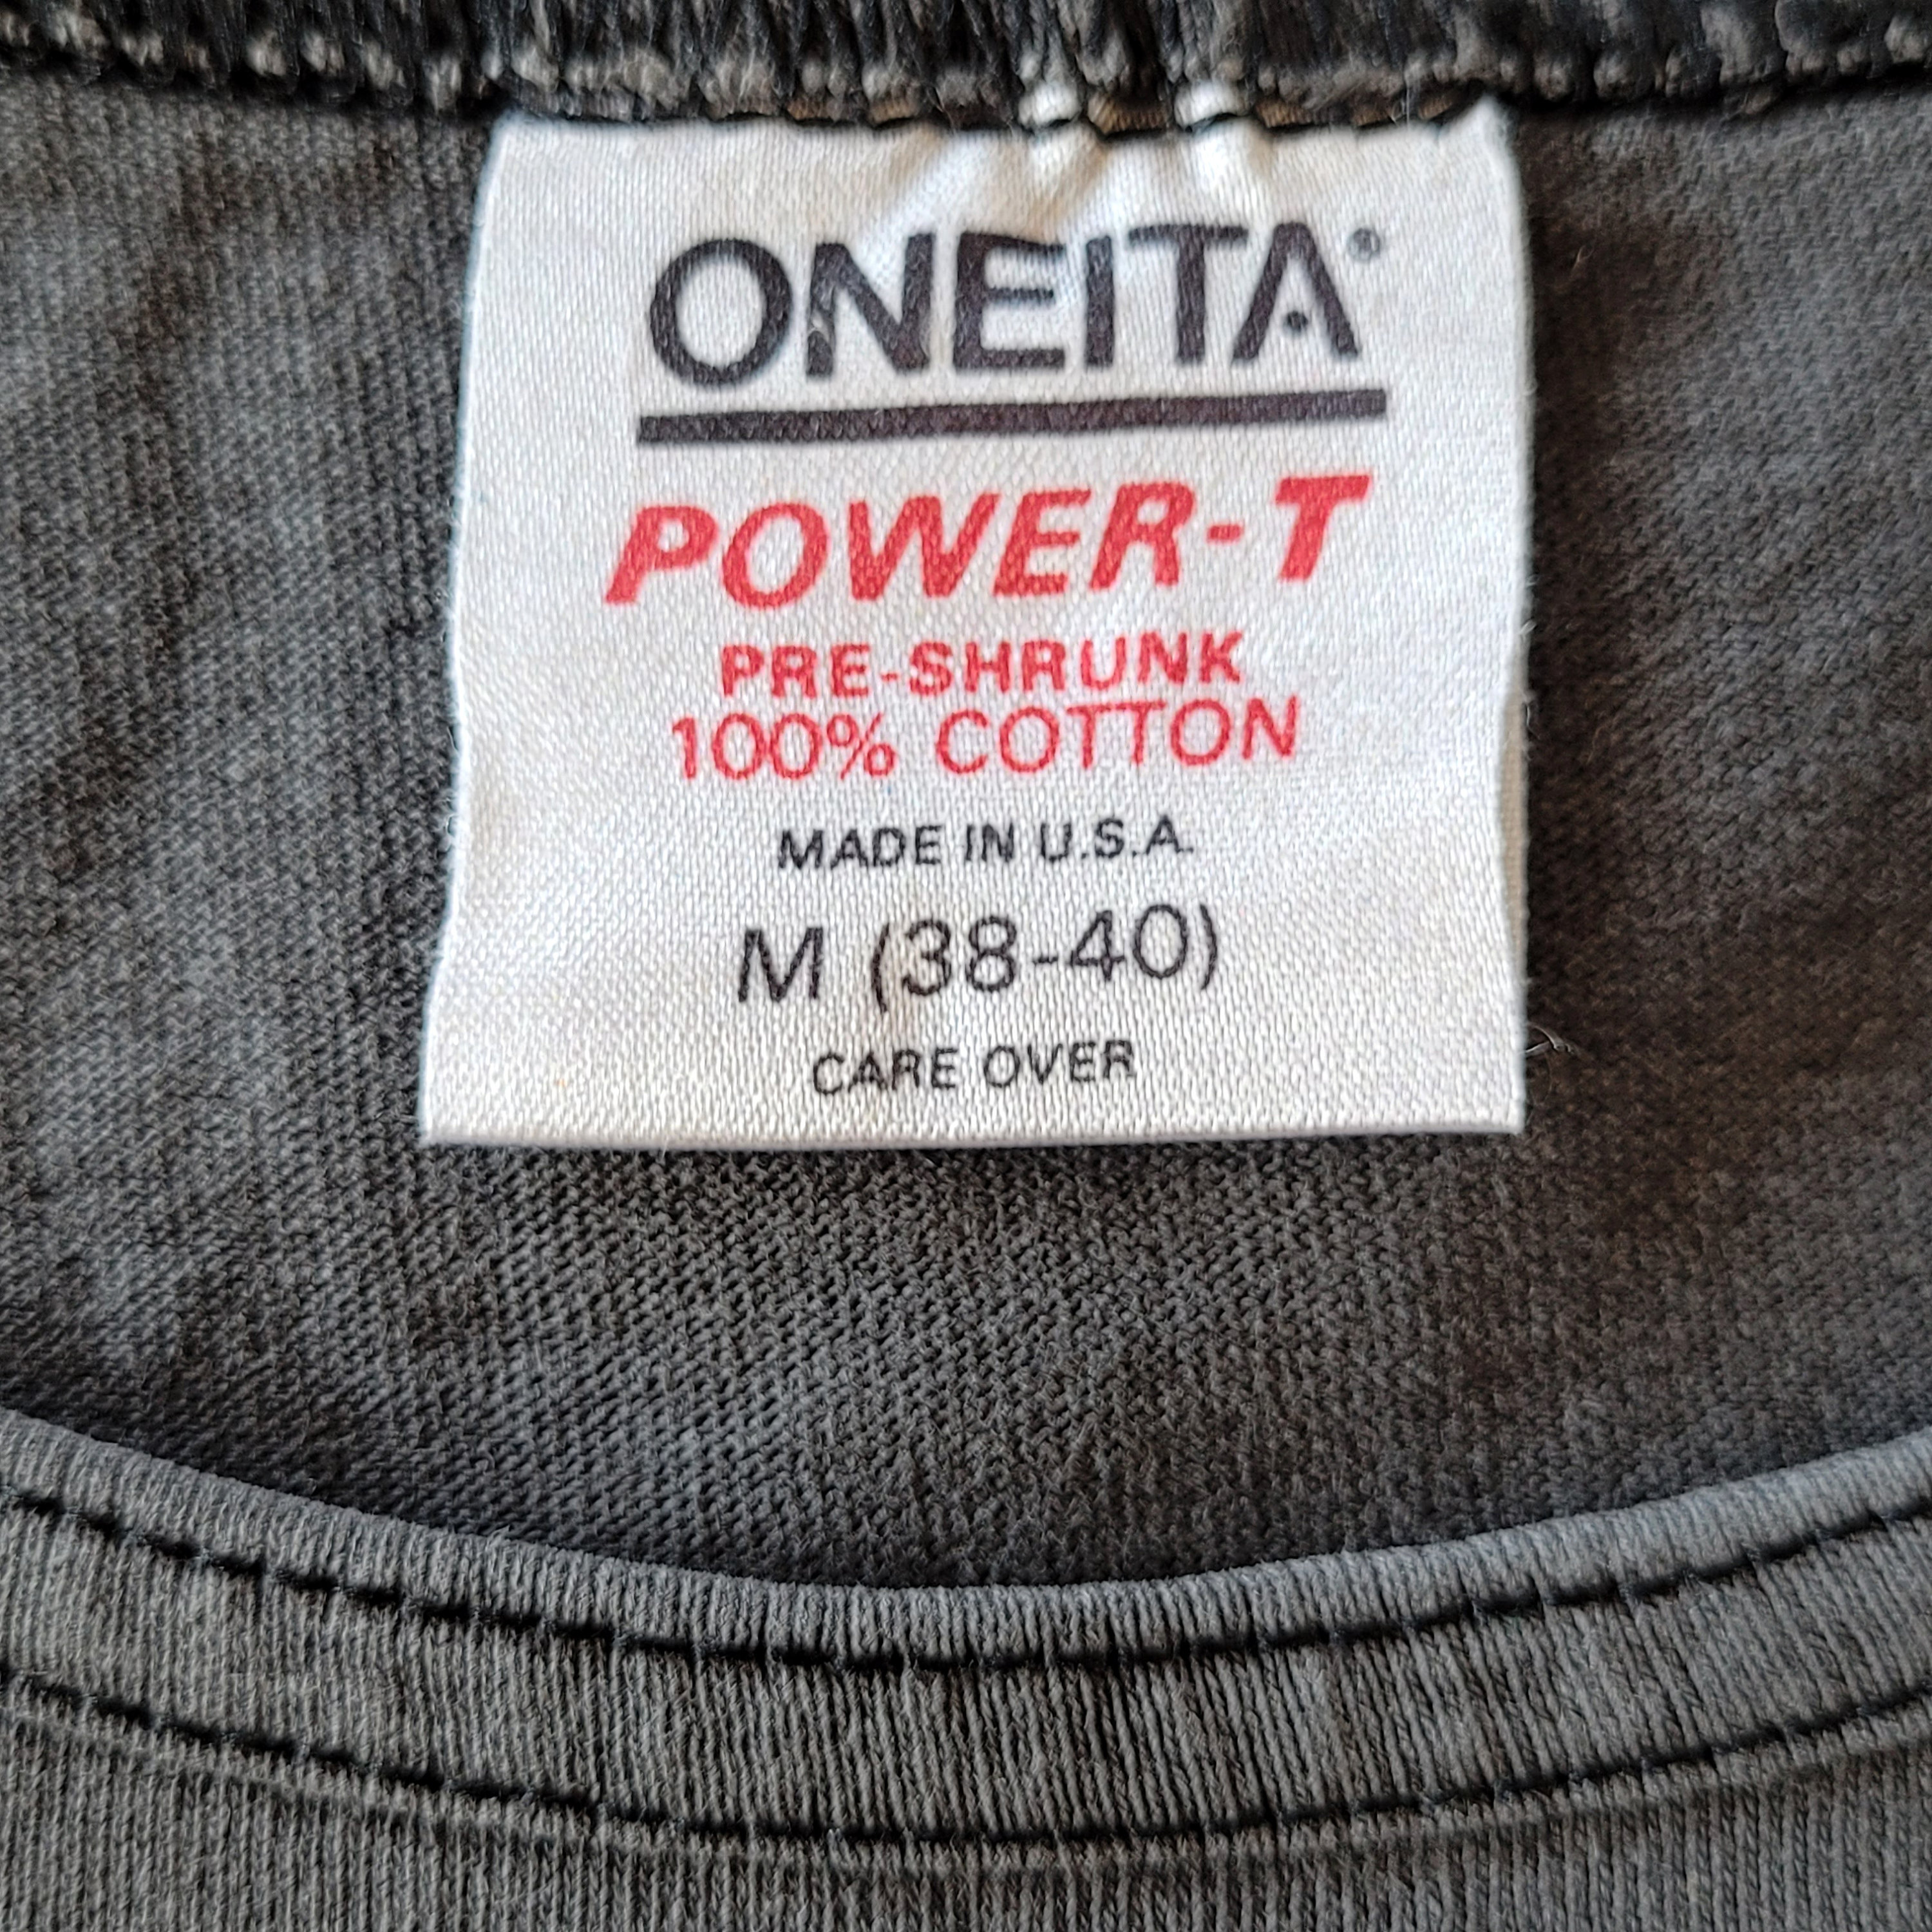 ONEITA®
POWER-T
PRE-SHRUNK
100% COTTON
MADE IN U.S.A.
M (38-40)
CARE OVER